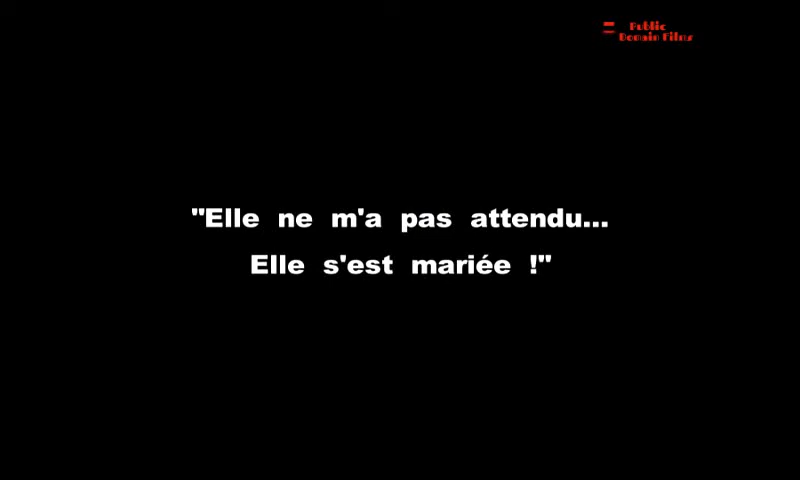 Public
Domain Films
"Elle ne m'a pas attendu...
Elle s'est mariée !"